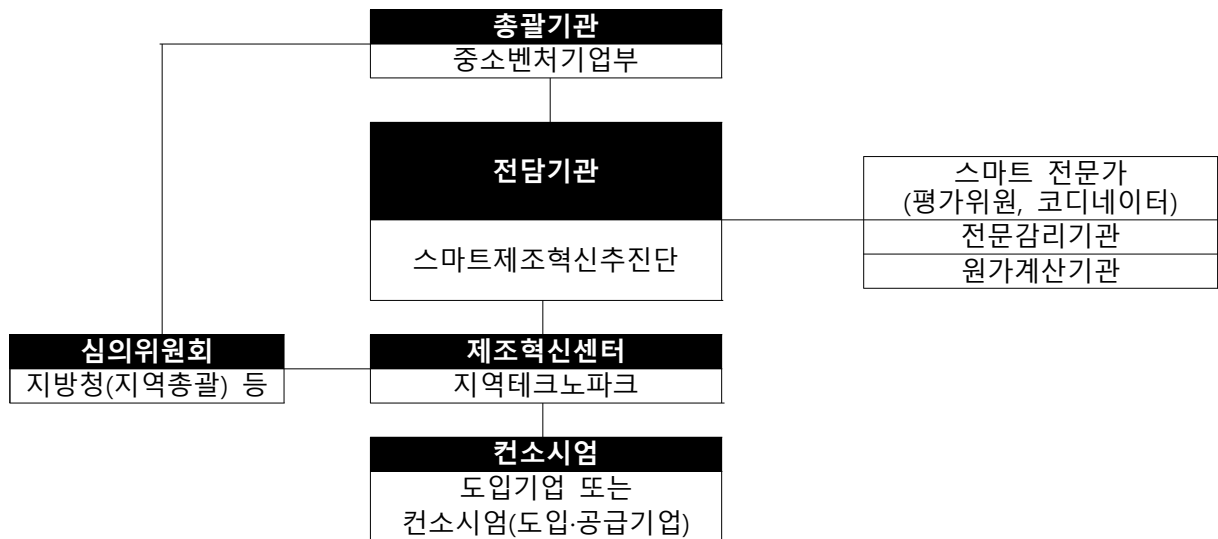 총괄기관
중소벤처기업부
전담기관
스마트제조혁신추진단
스마트 전문가
(평가위원, 코디네이터)
전문감리기관
원가계산기관
심의위원회
지방청(지역총괄) 등
제조혁신센터
지역테크노파크
컨소시엄
도입기업 또는
컨소시엄(도입·공급기업)